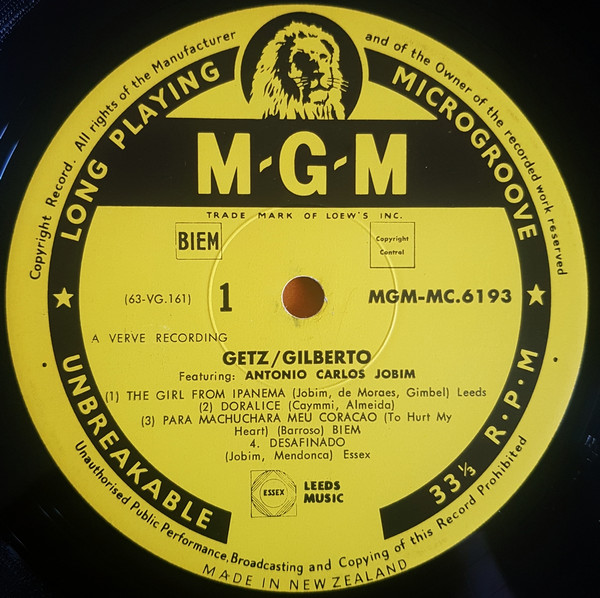 Copyright Record. All rights of the Manufacturer and of the Owner of the recorded work reserved
LONG PLAYING MICROGROOVE
M-G-M
TRADE MARK OF LOEW'S INC.
BIEM
Copyright
Control
(63-VG.161) 1 MGM-MC.6193
A VERVE RECORDING
GETZ/GILBERTO
Featuring: ANTONIO CARLOS JOBIM
(1) THE GIRL FROM IPANEMA (Jobim, de Moraes, Gimbel) Leeds
(2) DORALICE (Caymmi, Almeida)
(3) PARA MACHUCHARA MEU CORACAO (To Hurt My
Heart) (Barroso) BIEM
4. DESAFINADO
(Jobim, Mendonca) Essex
ESSEX
LEEDS
MUSIC
UNBREAKABLE
33⅓ R·P·M
Unauthorised Public Performance, Broadcasting and Copying of this Record Prohibited
MADE IN NEW ZEALAND